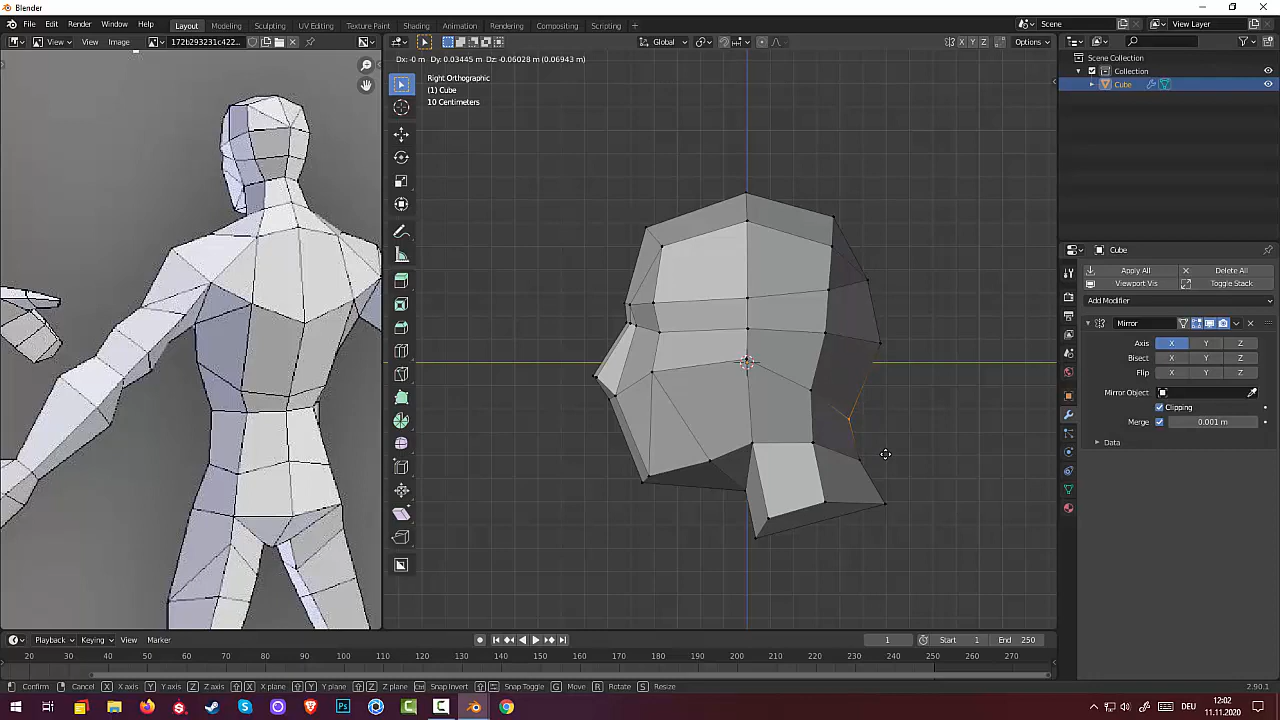 Blender
File Edit Render Window Help Layout Modeling Sculpting UV Editing Texture Paint Shading Animation Rendering Compositing Scripting + Scene View Layer
View View Image 172b293231c422... Global Options
Dx: -0 m Dy: 0.03445 m Dz: -0.06028 m (0.06943 m) X Y Z
Right Orthographic
(1) Cube
10 Centimeters
Scene Collection
Collection
Cube
Cube
Apply All Delete All
Viewport Vis Toggle Stack
Add Modifier
Mirror
Axis X Y Z
Bisect X Y Z
Flip X Y Z
Mirror Object
Clipping
Merge 0.001 m
Data
Playback Keying View Marker 1 Start 1 End 250
20 30 40 50 60 70 80 90 100 110 120 130 140 150 160 170 180 190 200 210 220 230 240 250 260 270
Confirm Cancel X X axis Y Y axis Z Z axis X X plane Y Y plane Z Z plane Ctrl Snap Invert Snap Toggle G Move R Rotate S Resize
2.90.1
DEU 12:02
11.11.2020